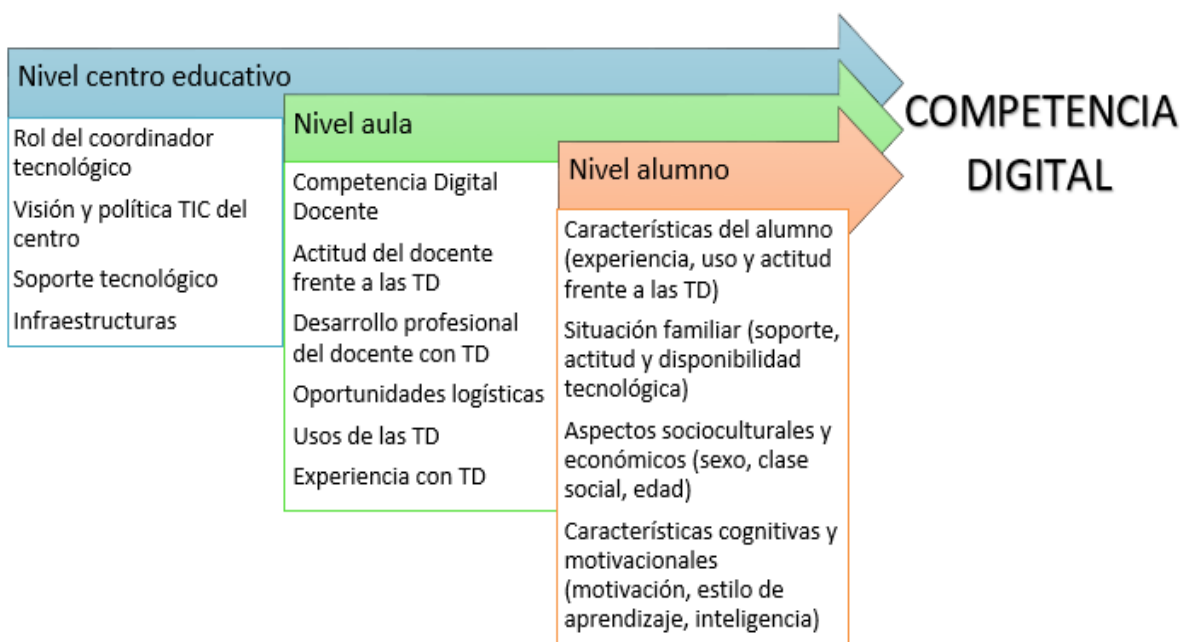 Nivel centro educativo
Rol del coordinador
tecnológico
Visión y política TIC del
centro
Soporte tecnológico
Infraestructuras
Nivel aula
Competencia Digital
Docente
Actitud del docente
frente a las TD
Desarrollo profesional
del docente con TD
Oportunidades logísticas
Usos de las TD
Experiencia con TD
Nivel alumno
Características del alumno
(experiencia, uso y actitud
frente a las TD)
Situación familiar (soporte,
actitud y disponibilidad
tecnológica)
Aspectos socioculturales y
económicos (sexo, clase
social, edad)
Características cognitivas y
motivacionales
(motivación, estilo de
aprendizaje, inteligencia)
COMPETENCIA
DIGITAL